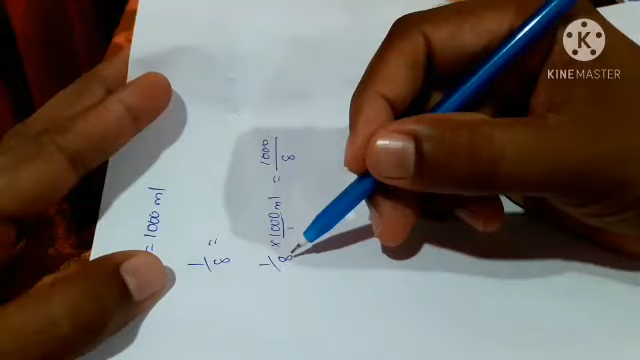 = 1000 ml
1/8 =
1/8 × 1000 ml/1 = 1000/8
KINEMASTER